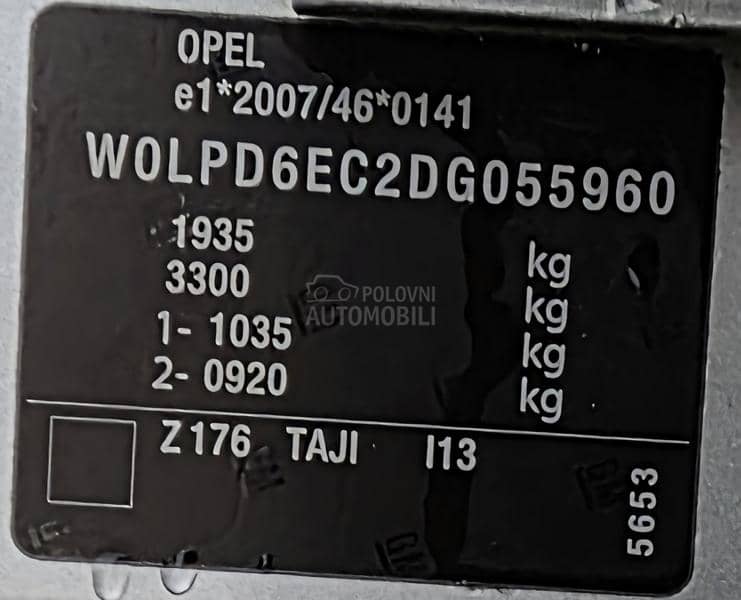 OPEL
e1*2007/46*0141
W0LPD6EC2DG055960
1935 kg
3300 kg
1- 1035 kg
2- 0920 kg
POLOVNI
AUTOMOBILI
Z176 TAJI I13
5653
GM